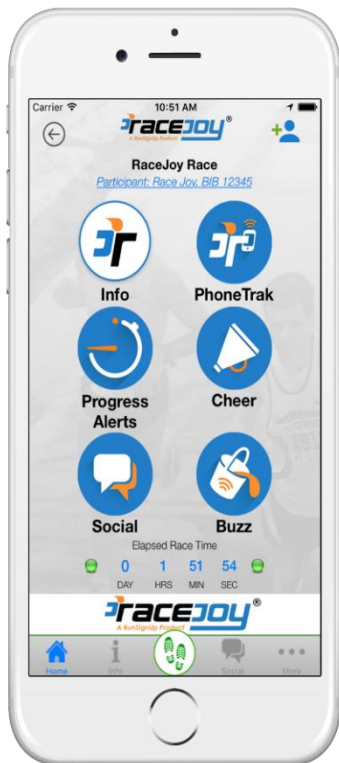 Carrier 10:51 AM
racejoy®
A RunSignUp Product
RaceJoy Race
Participant: Race Joy, BIB 12345
Info PhoneTrak
Progress Cheer
Alerts
Social Buzz
Elapsed Race Time
0 1 51 54
DAY HRS MIN SEC
racejoy®
A RunSignUp Product
Home Info Social More